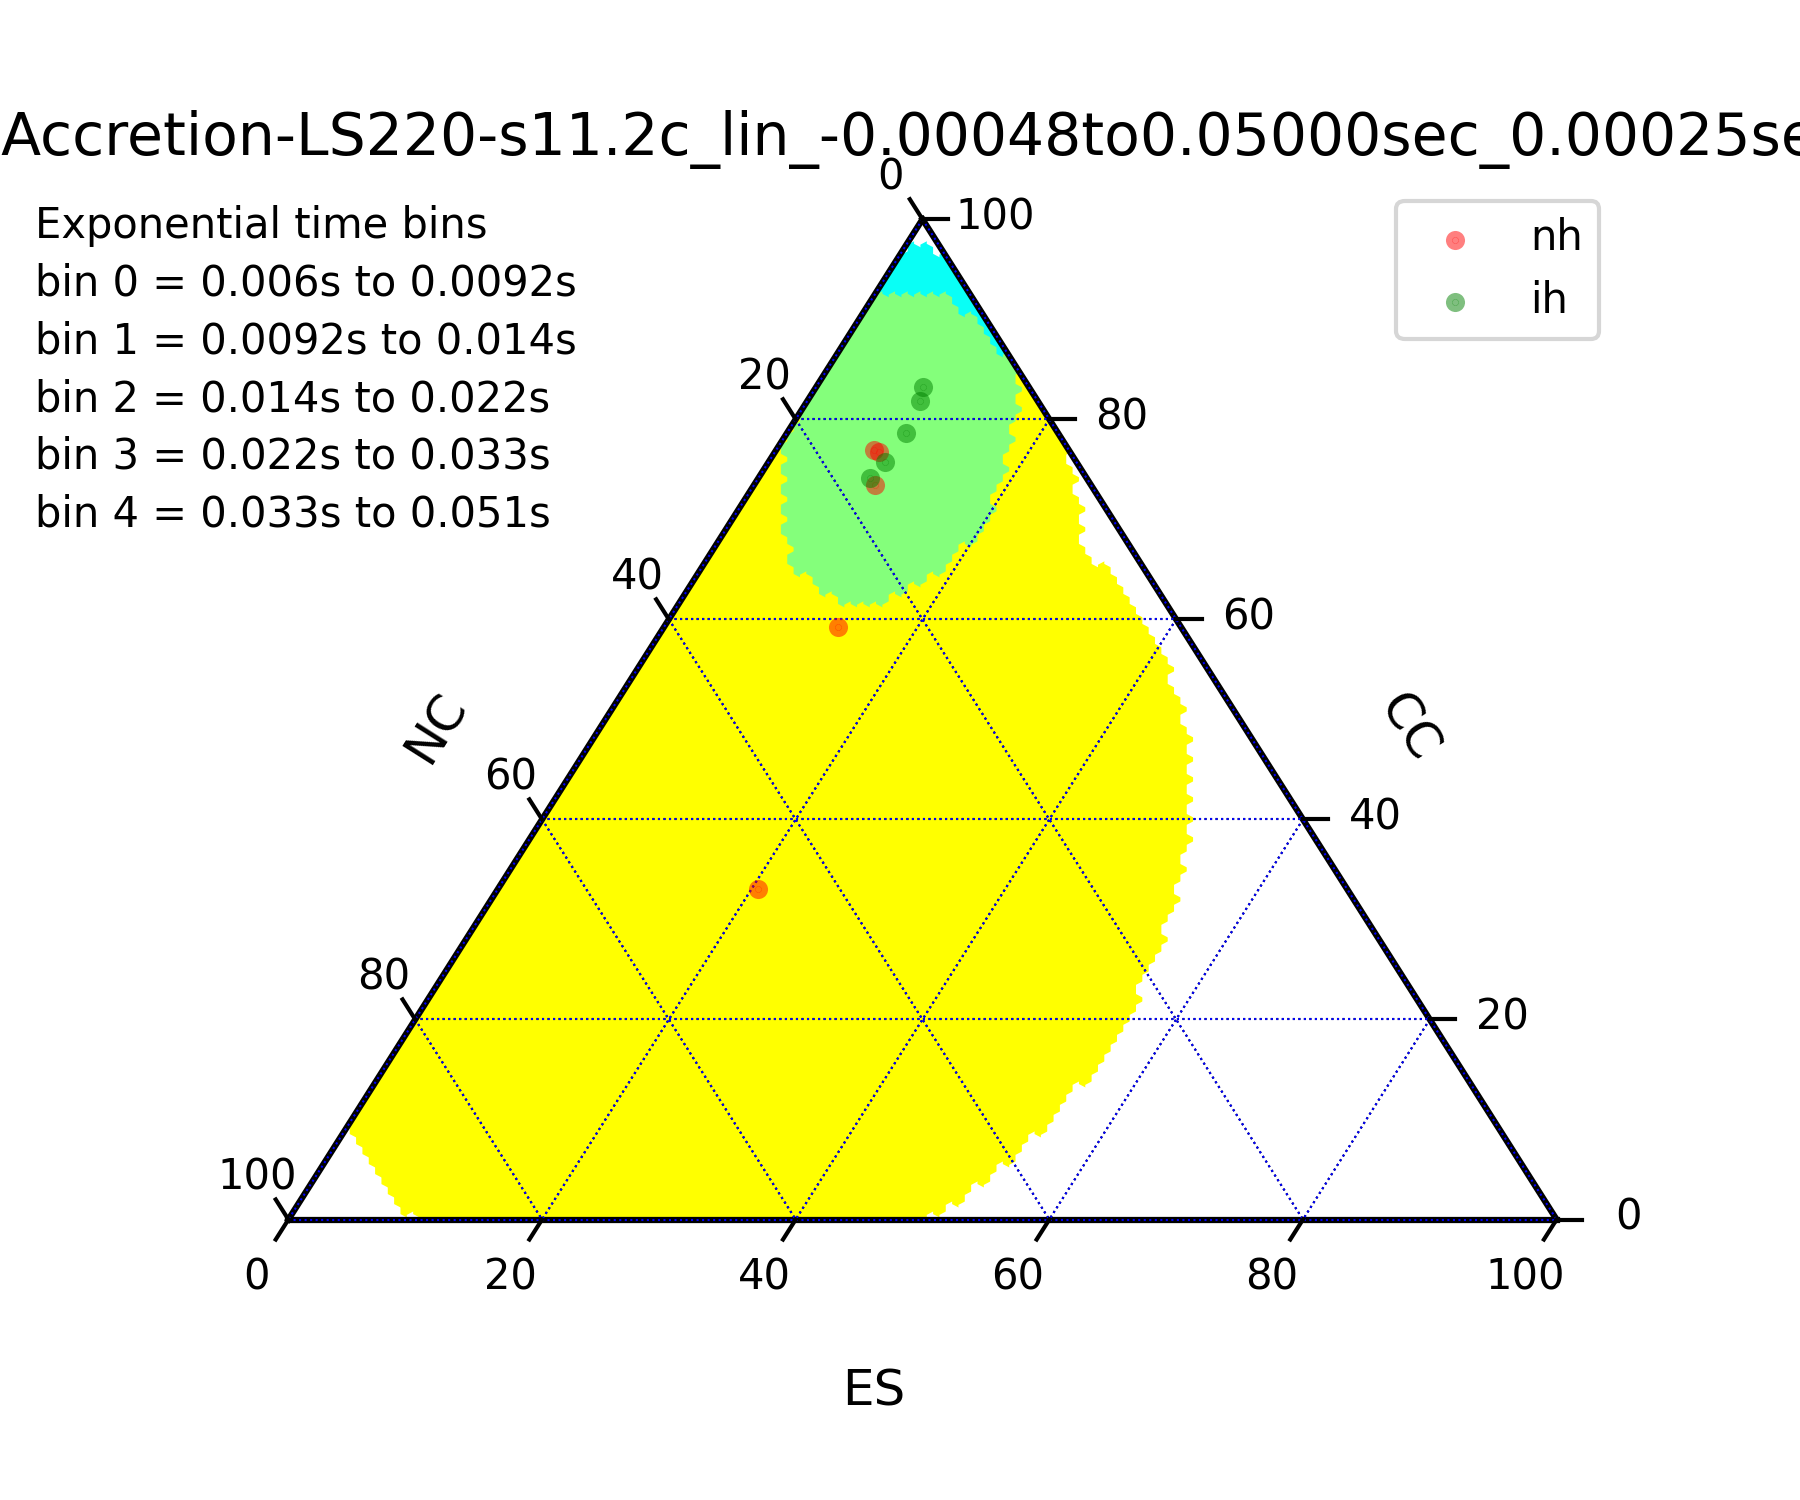 Accretion-LS220-s11.2c_lin_-0.00048to0.05000sec_0.00025se
Exponential time bins
bin 0 = 0.006s to 0.0092s
bin 1 = 0.0092s to 0.014s
bin 2 = 0.014s to 0.022s
bin 3 = 0.022s to 0.033s
bin 4 = 0.033s to 0.051s
nh
ih
0
20
40
60
80
100
NC
100
80
60
40
20
0
CC
0
20
40
60
80
100
ES